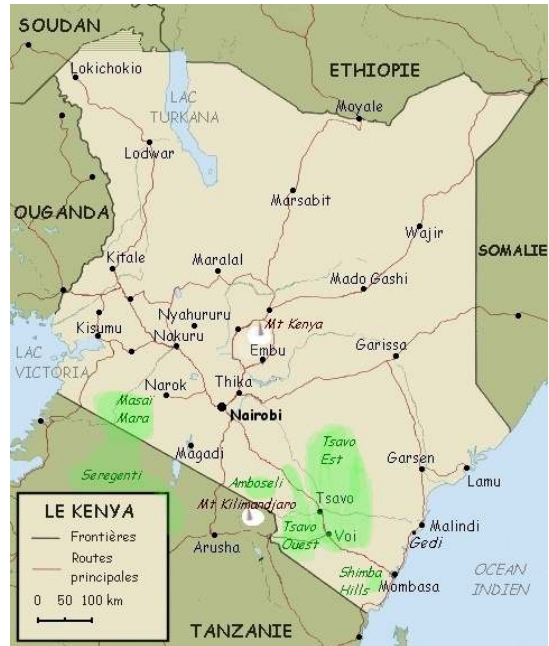 SOUDAN
Lokichokio
ETHIOPIE
LAC
TURKANA
Moyale
Lodwar
OUGANDA
Marsabit
Wajir
SOMALIE
Kitale
Maralal
Mado Gashi
Nyahururu
Mt Kenya
Kisumu
Nakuru
Embu
Garissa
LAC
VICTORIA
Narok
Thika
Masai
Mara
Nairobi
Tsavo
Est
Magadi
Garsen
Seregenti
Amboseli
Lamu
Mt Kilimandjaro
Tsavo
Malindi
Tsavo
Ouest
Voi
Gedi
Arusha
Shimba
Hills
Mombasa
OCEAN
INDIEN
TANZANIE
LE KENYA
Frontières
Routes
principales
0 50 100 km